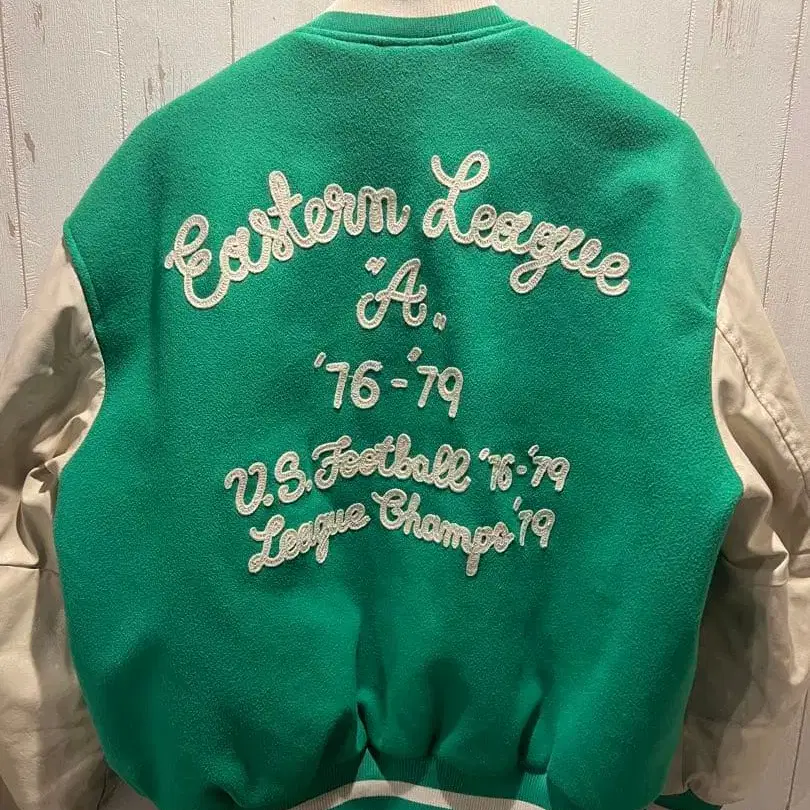 Eastern League
"A"
'76-'79
U.S. Football '76-'79
League Champs '79